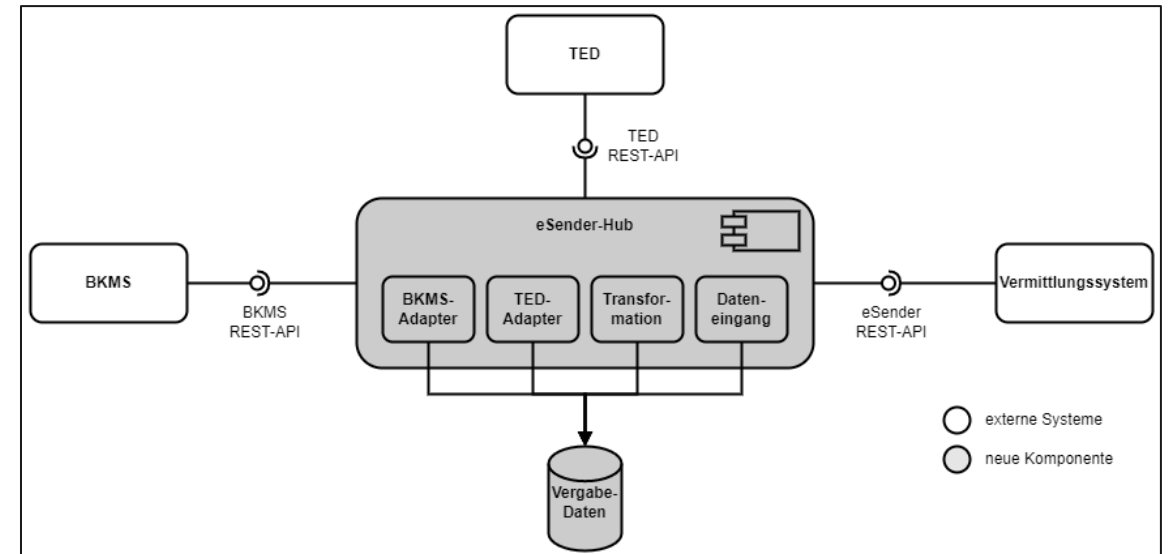 TED
TED
REST-API
eSender-Hub
BKMS
BKMS
REST-API
BKMS-
Adapter
TED-
Adapter
Transfor-
mation
Daten-
eingang
eSender
REST-API
Vermittlungssystem
externe Systeme
neue Komponente
Vergabe-
Daten